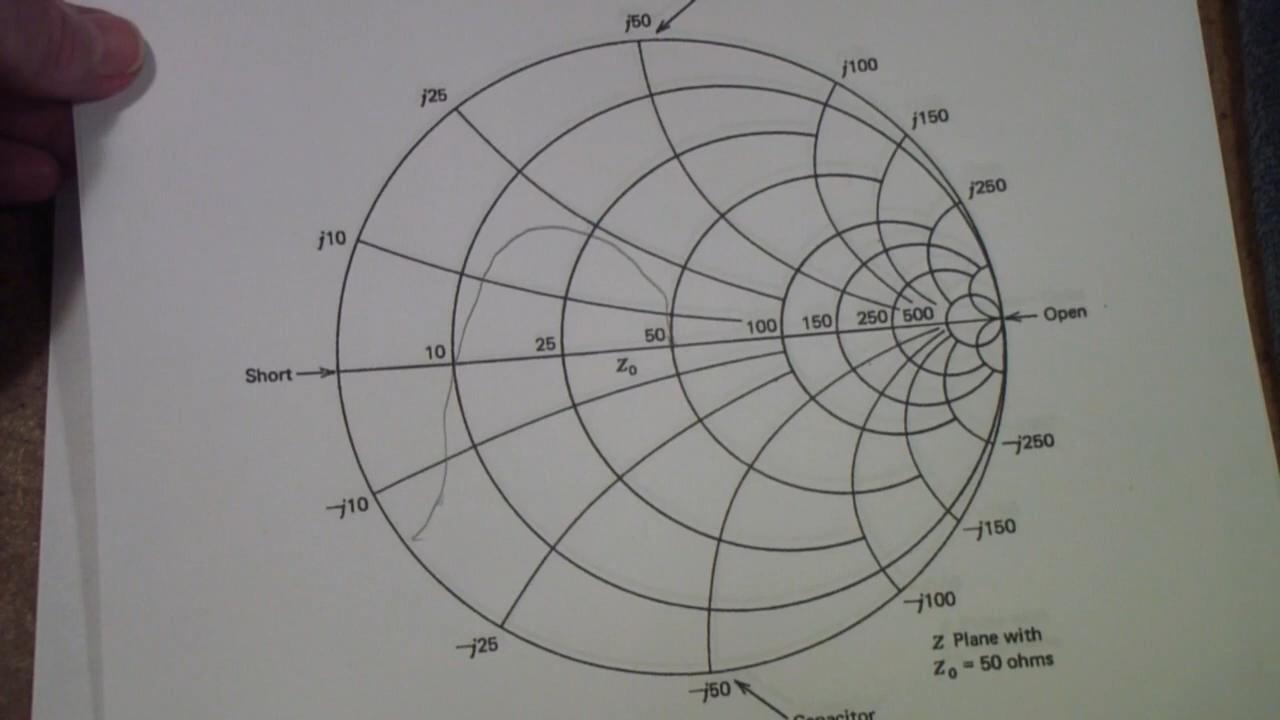 j50
j100
j25
j150
j250
j10
10
25
50
100
150
250
500
Open
Short
Z₀
−j10
−j250
−j150
−j25
−j100
−j50
Z Plane with
Z₀ = 50 ohms